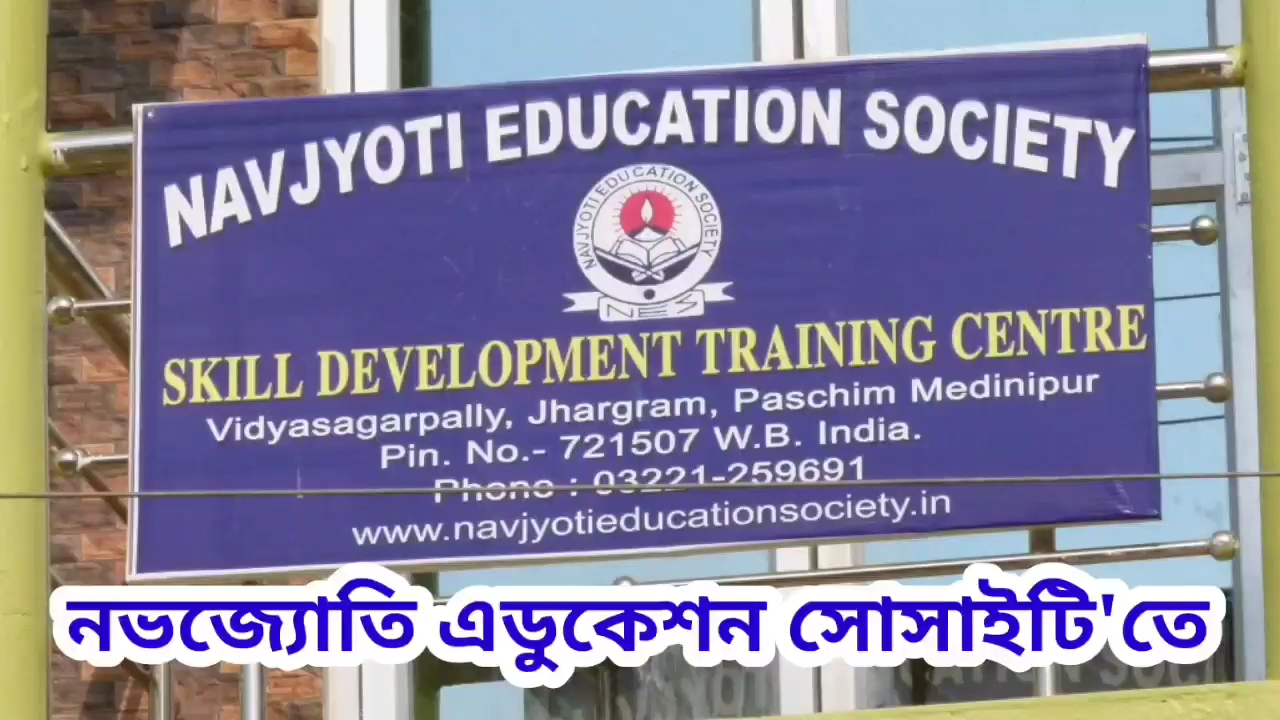 NAVJYOTI EDUCATION SOCIETY
NAVJYOTI EDUCATION SOCIETY
NES
SKILL DEVELOPMENT TRAINING CENTRE
Vidyasagarpally, Jhargram, Paschim Medinipur
Pin. No.- 721507 W.B. India.
Phone : 03221-259691
www.navjyotieducationsociety.in
নভজ্যোতি এডুকেশন সোসাইটি'তে